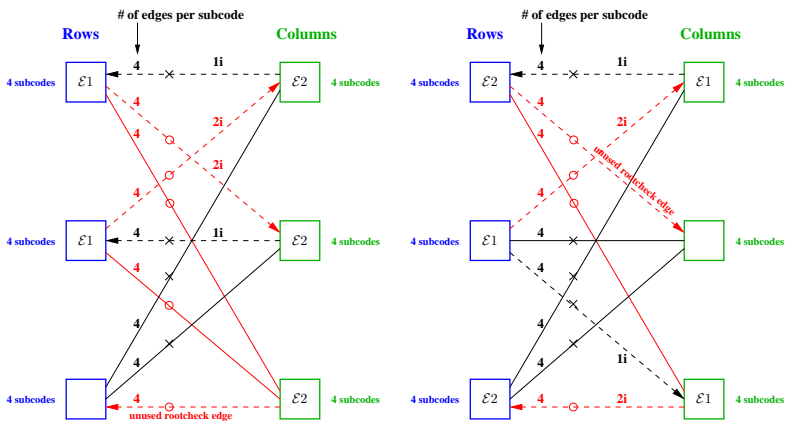 # of edges per subcode
Rows
Columns
4 subcodes
ℰ1
4
1i
ℰ2
4 subcodes
4
4
2i
2i
4
4 subcodes
ℰ1
4
1i
ℰ2
4 subcodes
4
4
4
4 subcodes
4
ℰ2
4 subcodes
unused rootcheck edge
# of edges per subcode
Rows
Columns
4 subcodes
ℰ2
4
1i
ℰ1
4 subcodes
4
4
2i
unused rootcheck edge
4
4 subcodes
ℰ1
4
4 subcodes
4
4
1i
4
4 subcodes
ℰ2
4
2i
ℰ1
4 subcodes